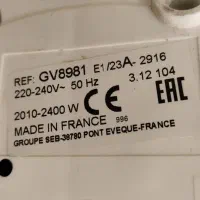 REF: GV8981 E1/23A- 2916
220-240V~ 50 Hz 3.12 104
2010-2400 W CE EAC
MADE IN FRANCE 996
GROUPE SEB-38780 PONT EVEQUE-FRANCE